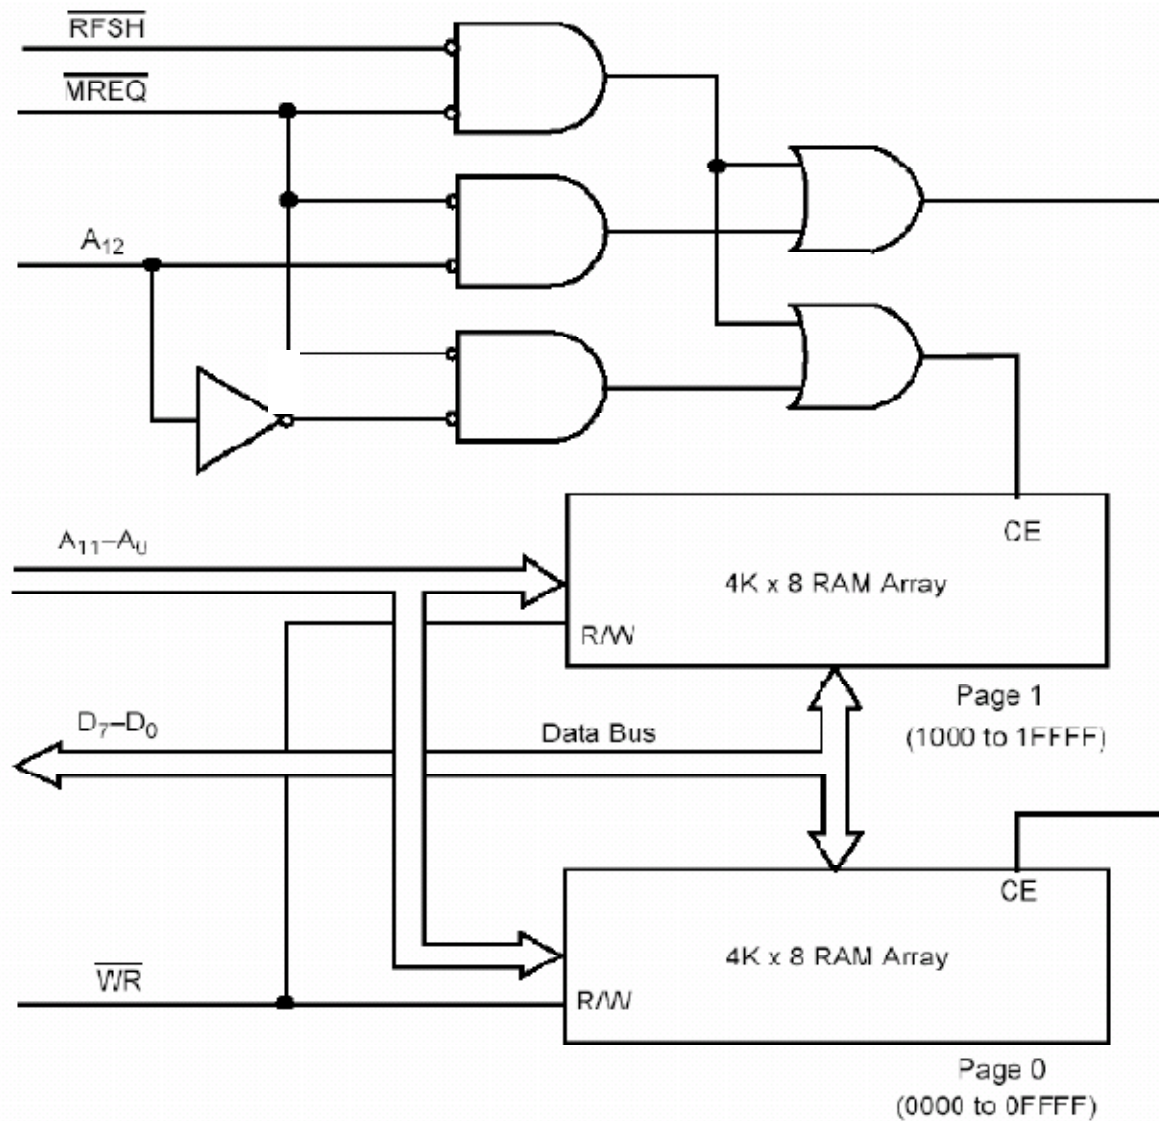 RFSH
MREQ
A12
A11–A0
CE
4K x 8 RAM Array
R/W
Page 1
(1000 to 1FFFF)
D7–D0
Data Bus
CE
4K x 8 RAM Array
WR
R/W
Page 0
(0000 to 0FFFF)